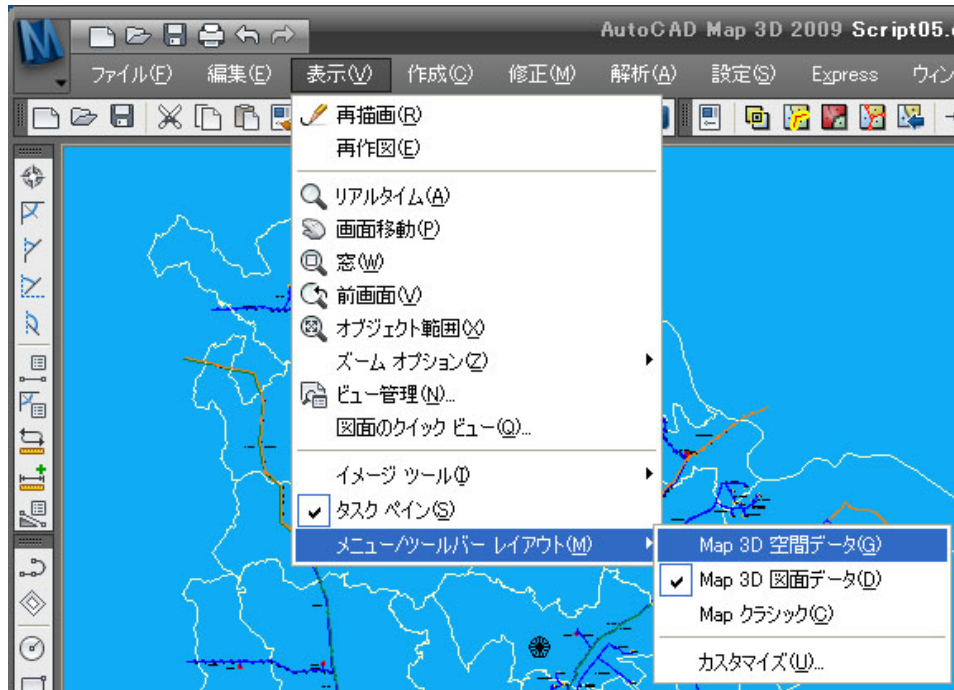 AutoCAD Map 3D 2009 Script05.
ファイル(F) 編集(E) 表示(V) 作成(C) 修正(M) 解析(A) 設定(S) Express ウィン
再描画(R)
再作図(E)
リアルタイム(A)
画面移動(P)
窓(W)
前画面(V)
オブジェクト範囲(X)
ズーム オプション(Z)
ビュー管理(N)...
図面のクイック ビュー(Q)...
イメージ ツール(I)
タスク ペイン(S)
メニュー/ツールバー レイアウト(M)
Map 3D 空間データ(G)
Map 3D 図面データ(D)
Map クラシック(C)
カスタマイズ(U)...